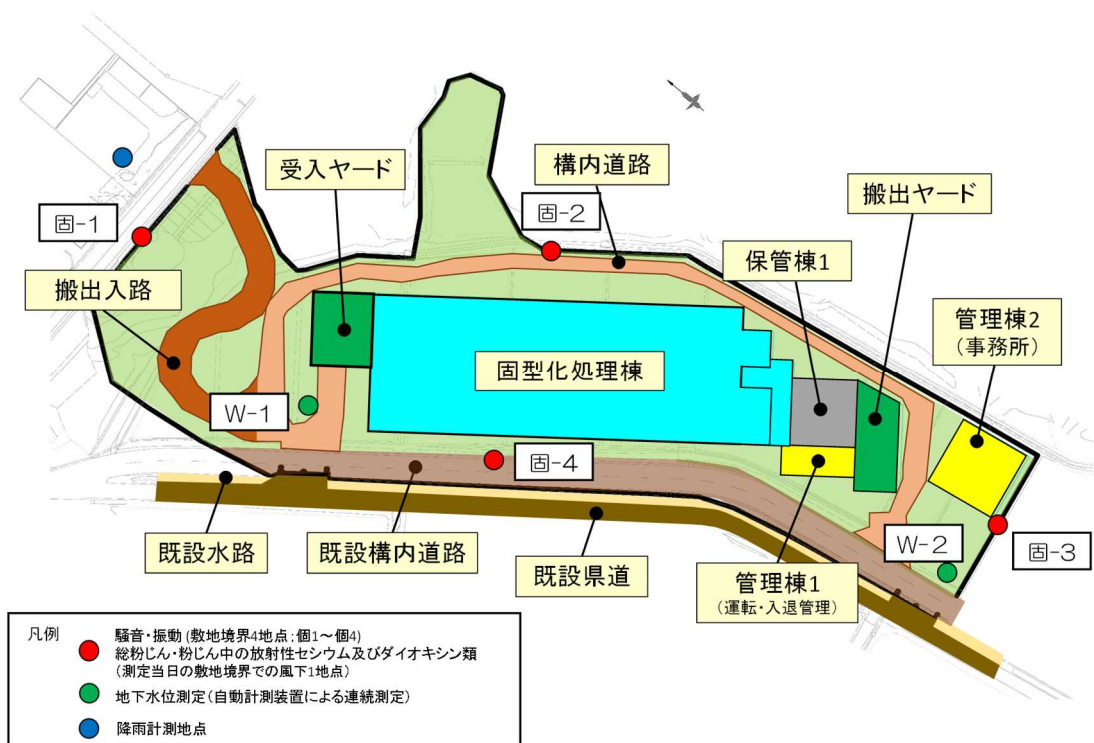 受入ヤード
構内道路
搬出ヤード
固-1
固-2
保管棟1
搬出入路
管理棟2
(事務所)
固型化処理棟
W-1
固-4
既設水路
既設構内道路
既設県道
管理棟1
(運転・入退管理)
W-2
固-3
凡例
騒音・振動 (敷地境界4地点;個1～個4)
総粉じん・粉じん中の放射性セシウム及びダイオキシン類
(測定当日の敷地境界での風下1地点)
地下水位測定(自動計測装置による連続測定)
降雨計測地点